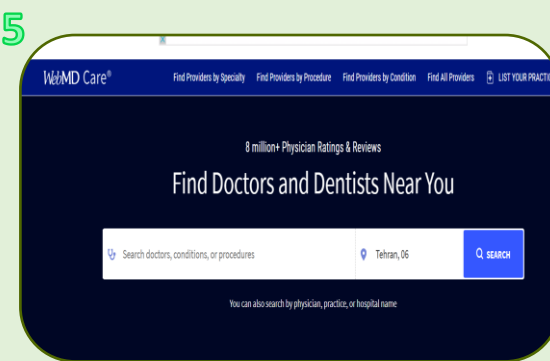 5
WebMD Care® Find Providers by Specialty Find Providers by Procedure Find Providers by Condition Find All Providers LIST YOUR PRACTI
8 million+ Physician Ratings & Reviews
Find Doctors and Dentists Near You
Search doctors, conditions, or procedures Tehran, 06 SEARCH
You can also search by physician, practice, or hospital name